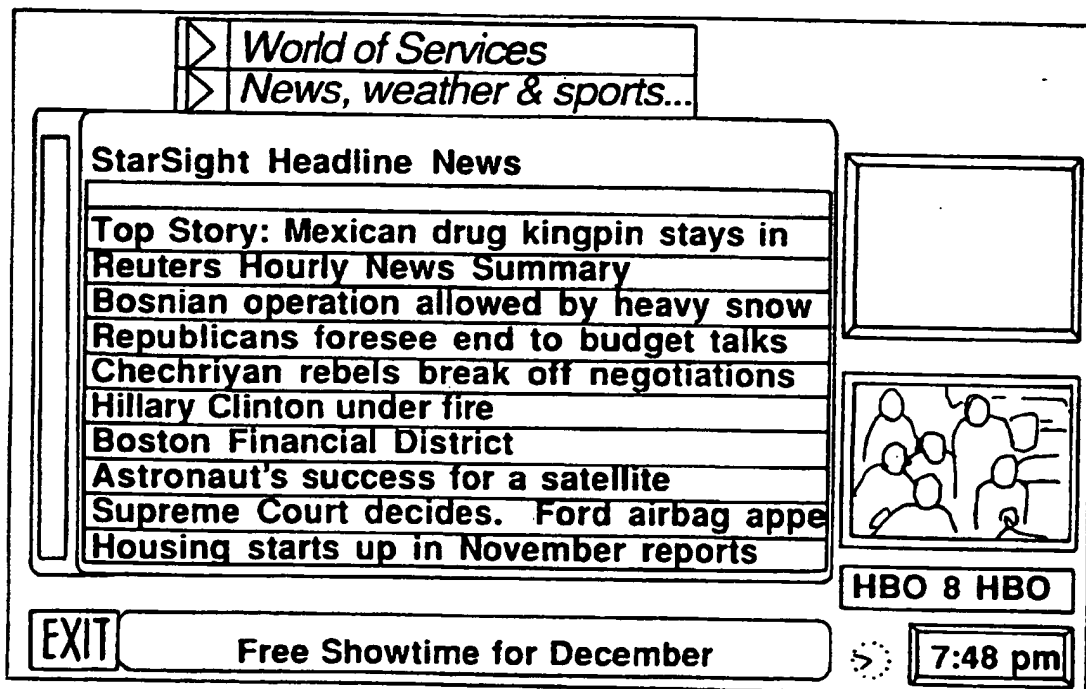 World of Services
News, weather & sports...
StarSight Headline News
Top Story: Mexican drug kingpin stays in
Reuters Hourly News Summary
Bosnian operation allowed by heavy snow
Republicans foresee end to budget talks
Chechriyan rebels break off negotiations
Hillary Clinton under fire
Boston Financial District
Astronaut's success for a satellite
Supreme Court decides. Ford airbag appe
Housing starts up in November reports
HBO 8 HBO
EXIT
Free Showtime for December
7:48 pm